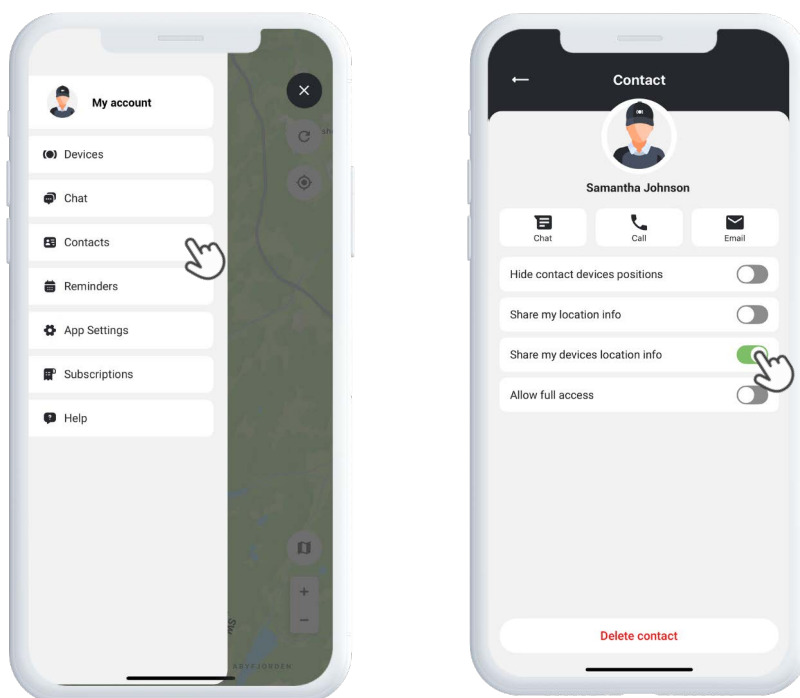 My account
Devices
Chat
Contacts
Reminders
App Settings
Subscriptions
Help
Contact
Samantha Johnson
Chat Call Email
Hide contact devices positions
Share my location info
Share my devices location info
Allow full access
Delete contact